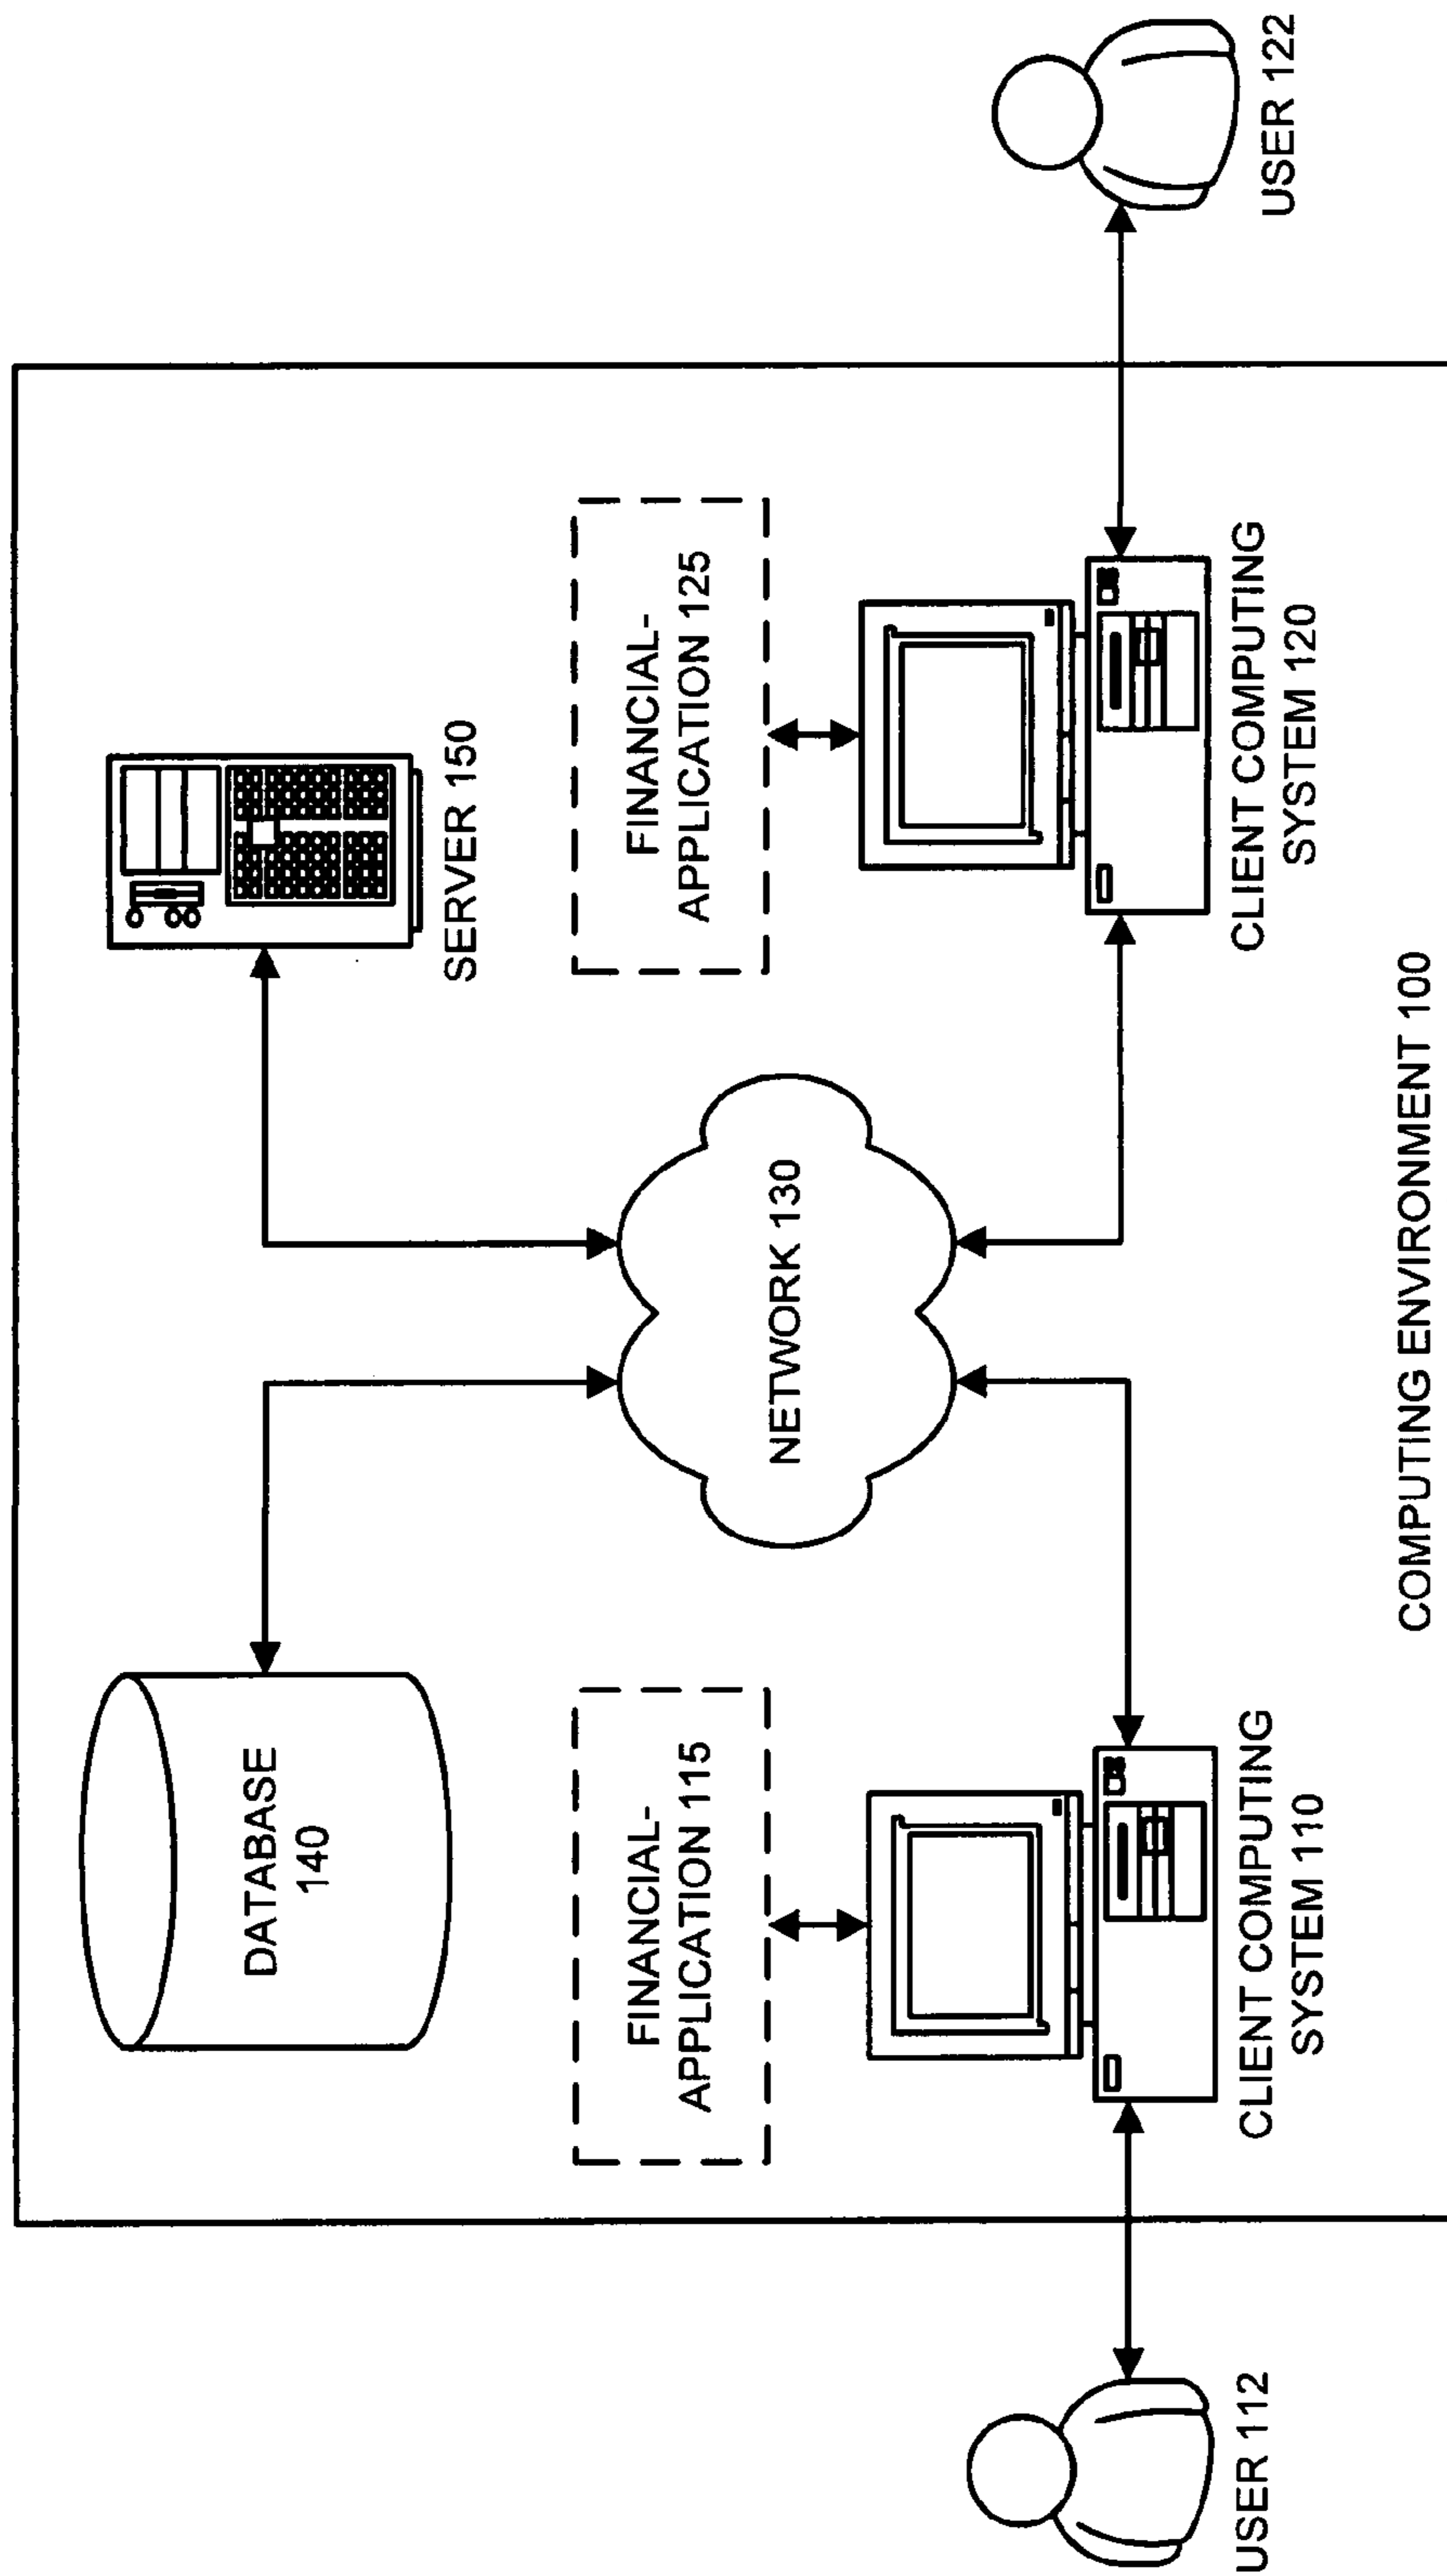 DATABASE
140
SERVER 150
FINANCIAL-
APPLICATION 115
NETWORK 130
FINANCIAL-
APPLICATION 125
USER 112
CLIENT COMPUTING
SYSTEM 110
CLIENT COMPUTING
SYSTEM 120
USER 122
COMPUTING ENVIRONMENT 100